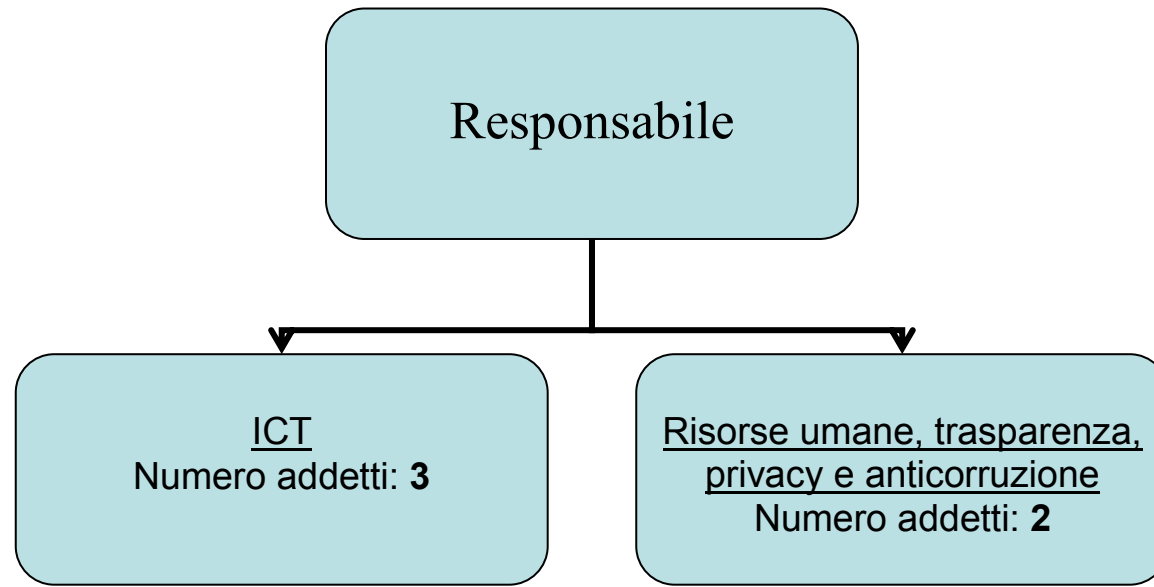 Responsabile
ICT
Numero addetti: 3
Risorse umane, trasparenza,
privacy e anticorruzione
Numero addetti: 2